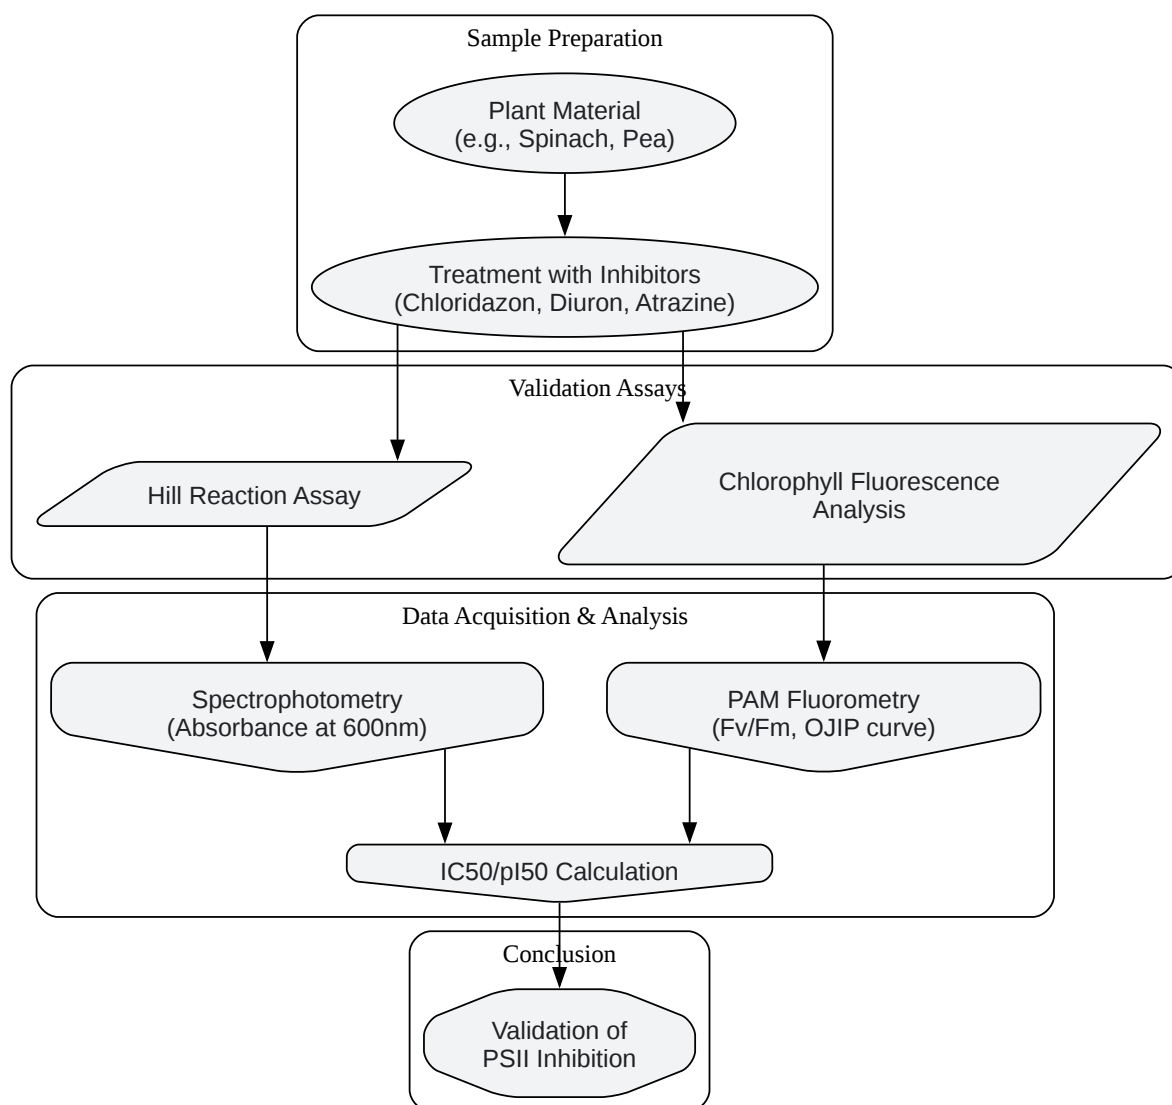 Sample Preparation
Plant Material
(e.g., Spinach, Pea)
Treatment with Inhibitors
(Chloridazon, Diuron, Atrazine)
Validation Assays
Hill Reaction Assay
Chlorophyll Fluorescence
Analysis
Data Acquisition & Analysis
Spectrophotometry
(Absorbance at 600nm)
PAM Fluorometry
(Fv/Fm, OJIP curve)
IC50/pI50 Calculation
Conclusion
Validation of
PSII Inhibition